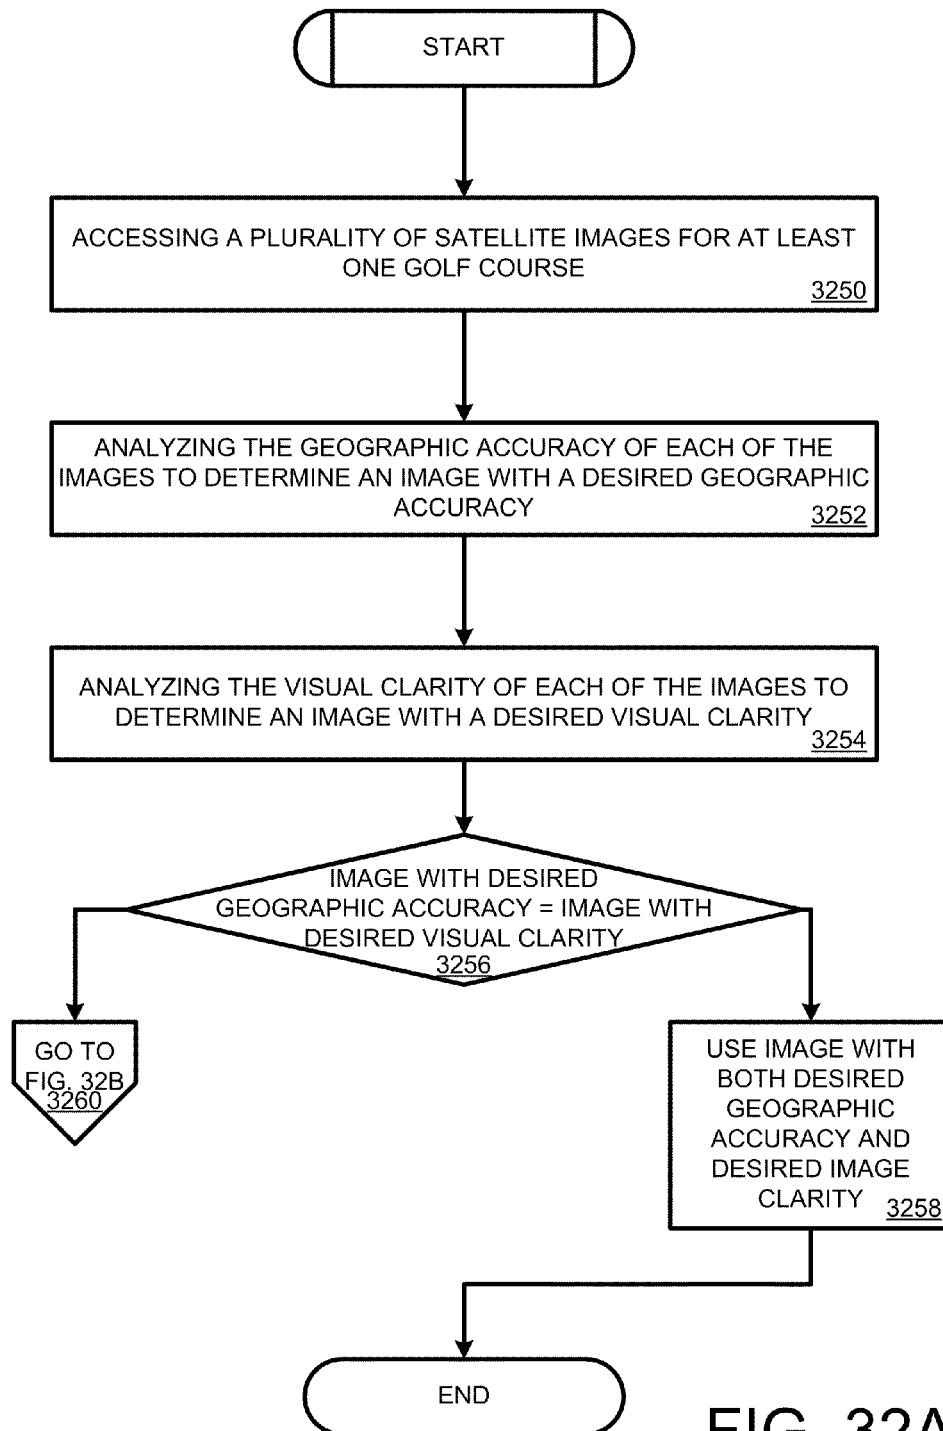 START
ACCESSING A PLURALITY OF SATELLITE IMAGES FOR AT LEAST
ONE GOLF COURSE
3250
ANALYZING THE GEOGRAPHIC ACCURACY OF EACH OF THE
IMAGES TO DETERMINE AN IMAGE WITH A DESIRED GEOGRAPHIC
ACCURACY
3252
ANALYZING THE VISUAL CLARITY OF EACH OF THE IMAGES TO
DETERMINE AN IMAGE WITH A DESIRED VISUAL CLARITY
3254
IMAGE WITH DESIRED
GEOGRAPHIC ACCURACY = IMAGE WITH
DESIRED VISUAL CLARITY
3256
GO TO
FIG. 32B
3260
USE IMAGE WITH
BOTH DESIRED
GEOGRAPHIC
ACCURACY AND
DESIRED IMAGE
CLARITY
3258
END
FIG. 32A